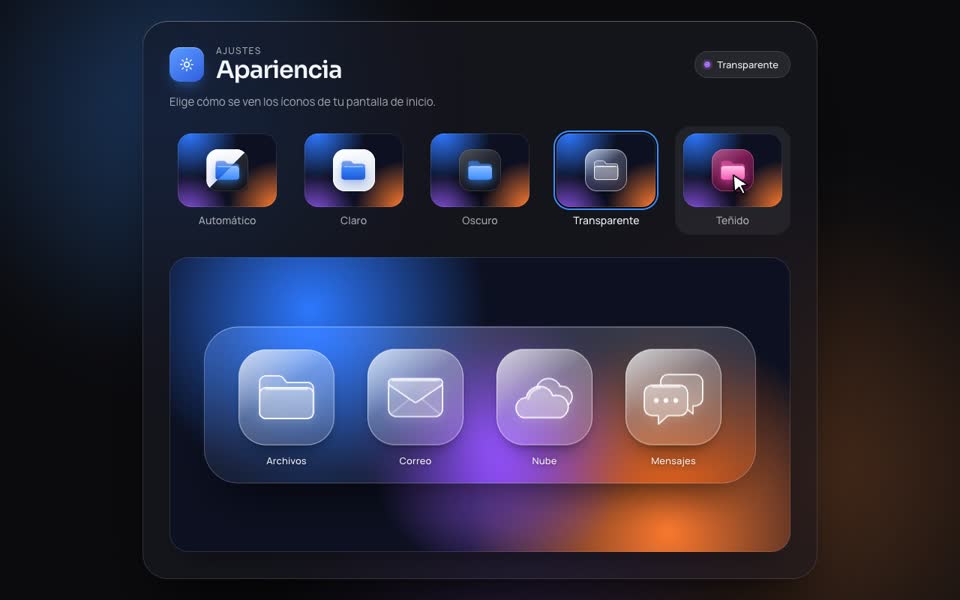 AJUSTES
Apariencia
Transparente
Elige cómo se ven los íconos de tu pantalla de inicio.
Automático
Claro
Oscuro
Transparente
Teñido
Archivos
Correo
Nube
Mensajes